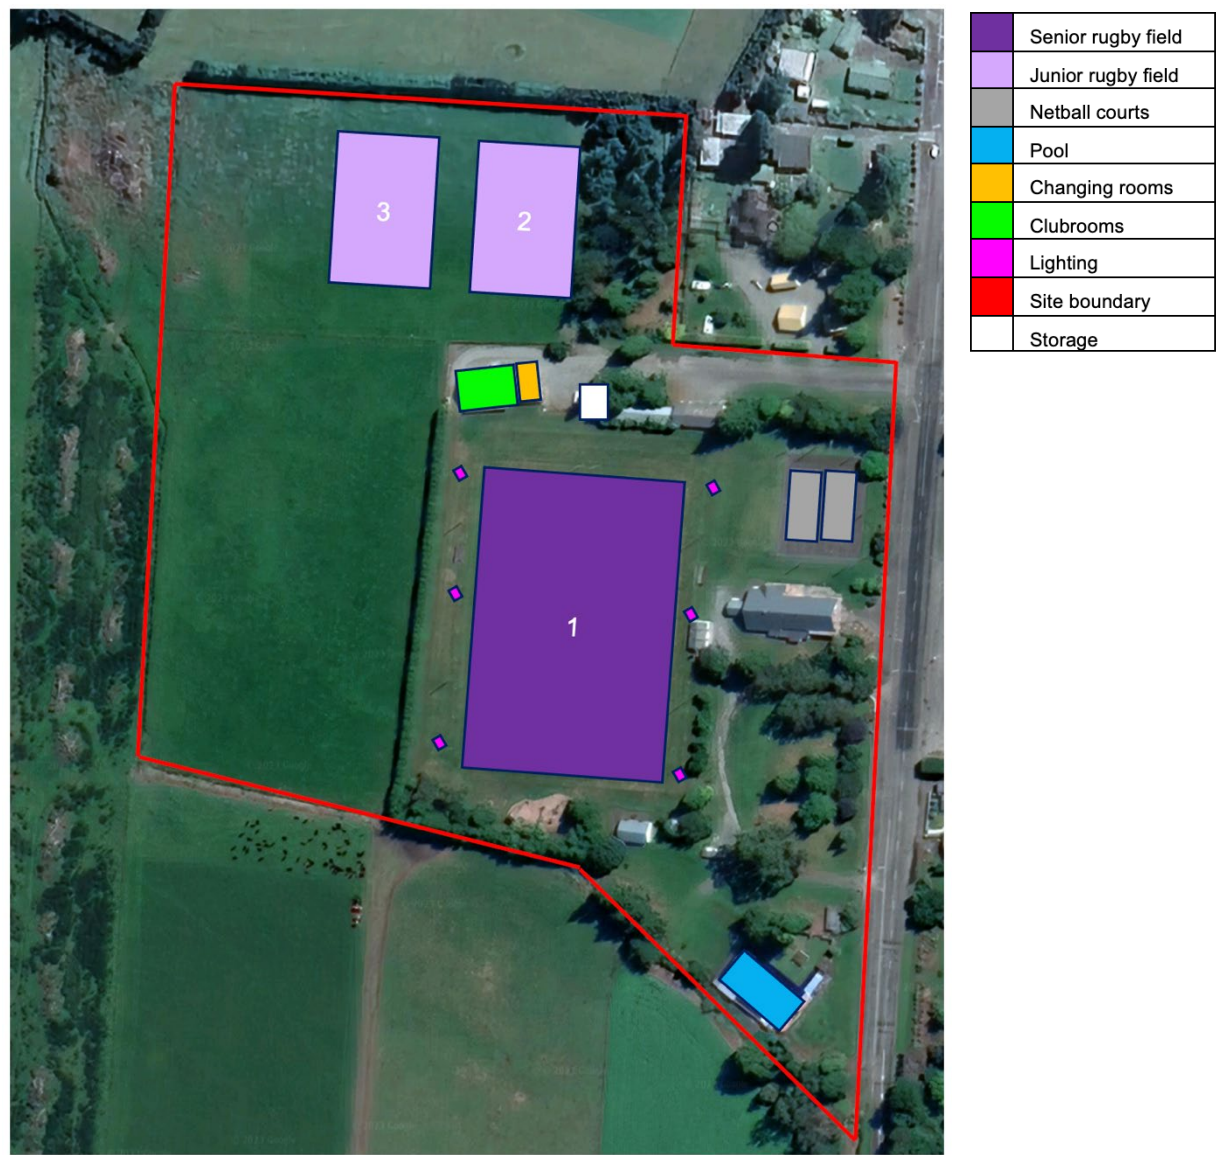 Senior rugby field
Junior rugby field
Netball courts
Pool
Changing rooms
Clubrooms
Lighting
Site boundary
Storage
3
2
1